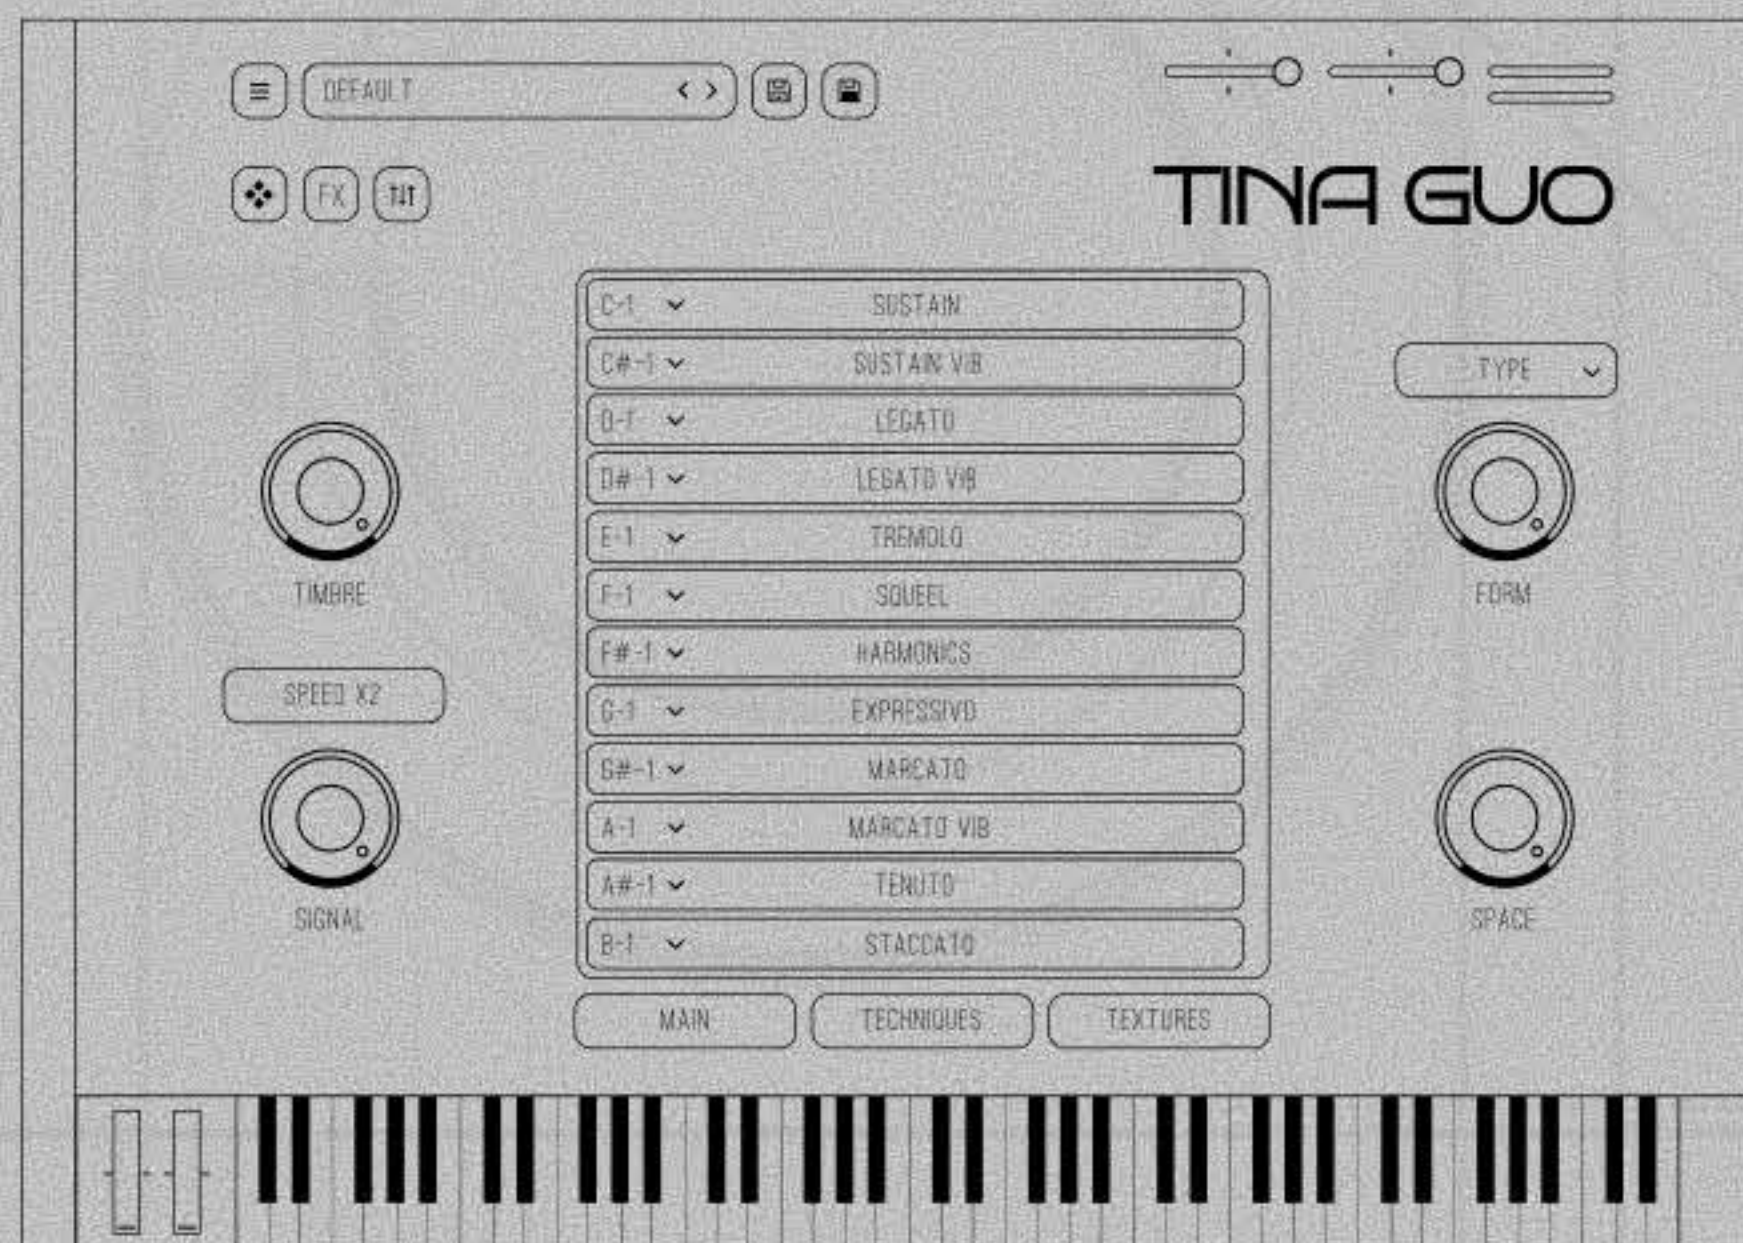 DEFAULT
FX
TINA GUO
C-1 SUSTAIN
C#-1 SUSTAIN VIB
D-1 LEGATO
D#-1 LEGATO VIB
E-1 TREMOLO
F-1 SQUEEL
F#-1 HARMONICS
G-1 EXPRESSIVO
G#-1 MARCATO
A-1 MARCATO VIB
A#-1 TENUTO
B-1 STACCATO
TYPE
TIMBRE
FORM
SPEED X2
SIGNAL
SPACE
MAIN
TECHNIQUES
TEXTURES